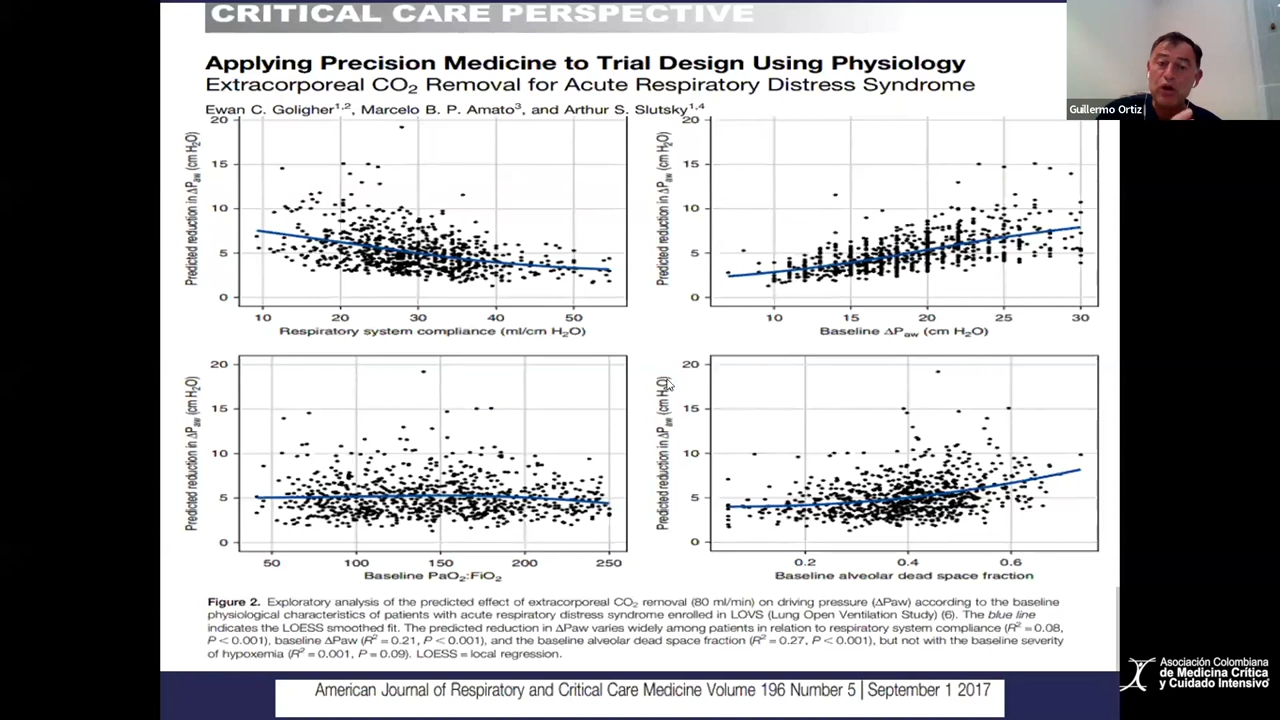 CRITICAL CARE PERSPECTIVE
Applying Precision Medicine to Trial Design Using Physiology
Extracorporeal CO2 Removal for Acute Respiratory Distress Syndrome
Ewan C. Goligher1,2, Marcelo B. P. Amato3, and Arthur S. Slutsky1,4
Guillermo Ortiz
Predicted reduction in ΔPaw (cm H2O)
20
15
10
5
0
10 20 30 40 50
Respiratory system compliance (ml/cm H2O)
Predicted reduction in ΔPaw (cm H2O)
20
15
10
5
0
10 15 20 25 30
Baseline ΔPaw (cm H2O)
Predicted reduction in ΔPaw (cm H2O)
20
15
10
5
0
50 100 150 200 250
Baseline PaO2:FiO2
Predicted reduction in ΔPaw (cm H2O)
20
15
10
5
0
0.2 0.4 0.6
Baseline alveolar dead space fraction
Figure 2. Exploratory analysis of the predicted effect of extracorporeal CO2 removal (80 ml/min) on driving pressure (ΔPaw) according to the baseline
physiological characteristics of patients with acute respiratory distress syndrome enrolled in LOVS (Lung Open Ventilation Study) (6). The blue line
indicates the LOESS smoothed fit. The predicted reduction in ΔPaw varies widely among patients in relation to respiratory system compliance (R2 = 0.08,
P < 0.001), baseline ΔPaw (R2 = 0.21, P < 0.001), and the baseline alveolar dead space fraction (R2 = 0.27, P < 0.001), but not with the baseline severity
of hypoxemia (R2 = 0.001, P = 0.09). LOESS = local regression.
American Journal of Respiratory and Critical Care Medicine Volume 196 Number 5 | September 1 2017
Asociación Colombiana
de Medicina Crítica
y Cuidado Intensivo